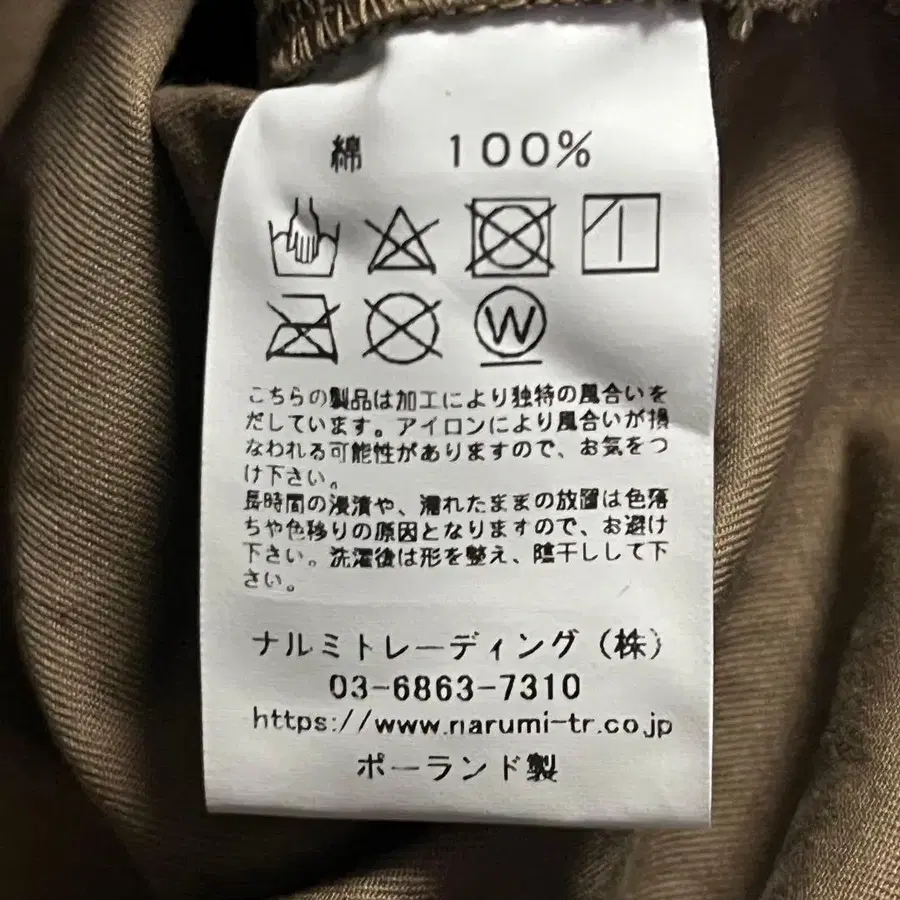 綿 100%
W
こちらの製品は加工により独特の風合いを
だしています。アイロンにより風合いが損
なわれる可能性がありますので、お気をつ
け下さい。
長時間の浸漬や、濡れたままの放置は色落
ちや色移りの原因となりますので、お避け
下さい。洗濯後は形を整え、陰干しして下
さい。
ナルミトレーディング(株)
03-6863-7310
https://www.narumi-tr.co.jp
ポーランド製